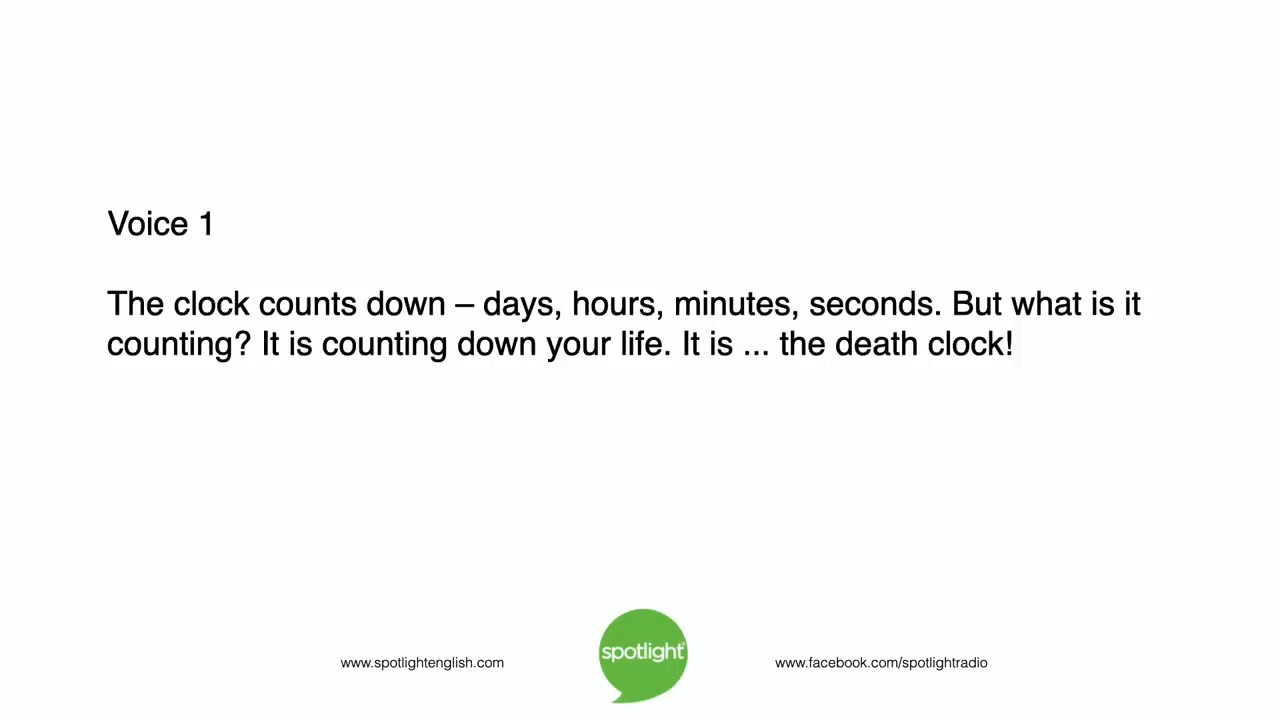 Voice 1
The clock counts down – days, hours, minutes, seconds. But what is it
counting? It is counting down your life. It is ... the death clock!
www.spotlightenglish.com
spotlight
www.facebook.com/spotlightradio